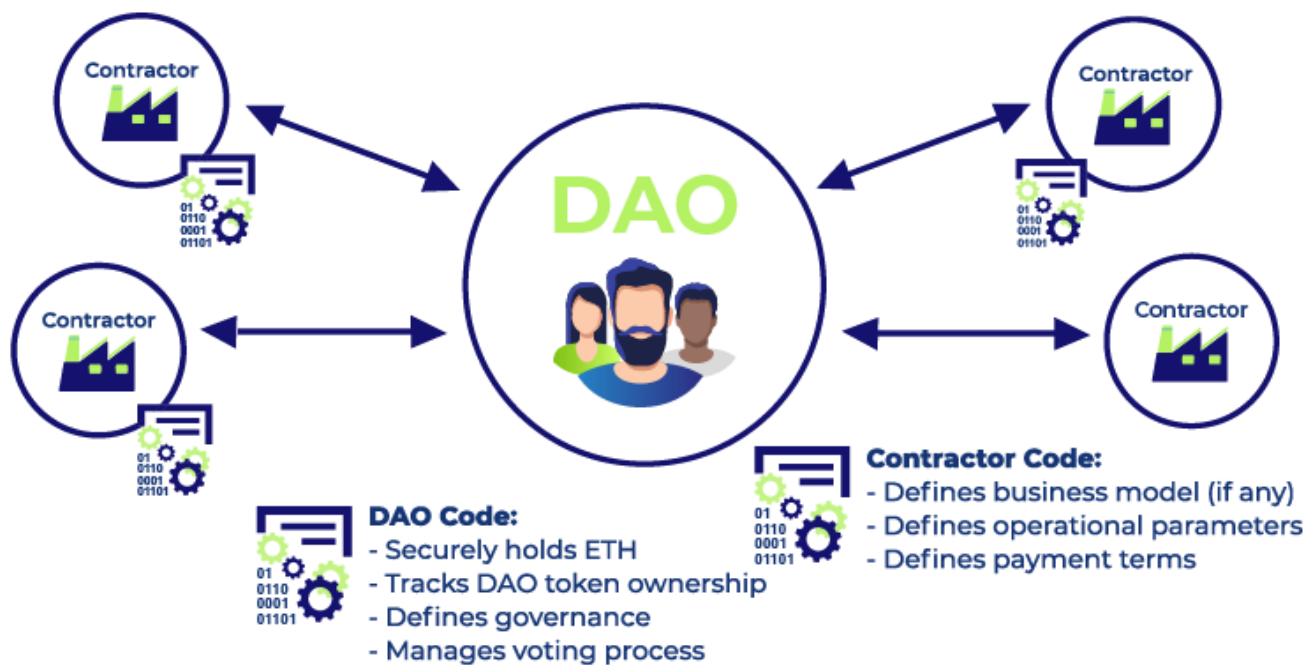 Contractor
Contractor
01
0110
0001
01101
01
0110
0001
01101
DAO
Contractor
Contractor
01
0110
0001
01101
DAO Code:
- Securely holds ETH
- Tracks DAO token ownership
- Defines governance
- Manages voting process
01
0110
0001
01101
Contractor Code:
- Defines business model (if any)
- Defines operational parameters
- Defines payment terms
01
0110
0001
01101